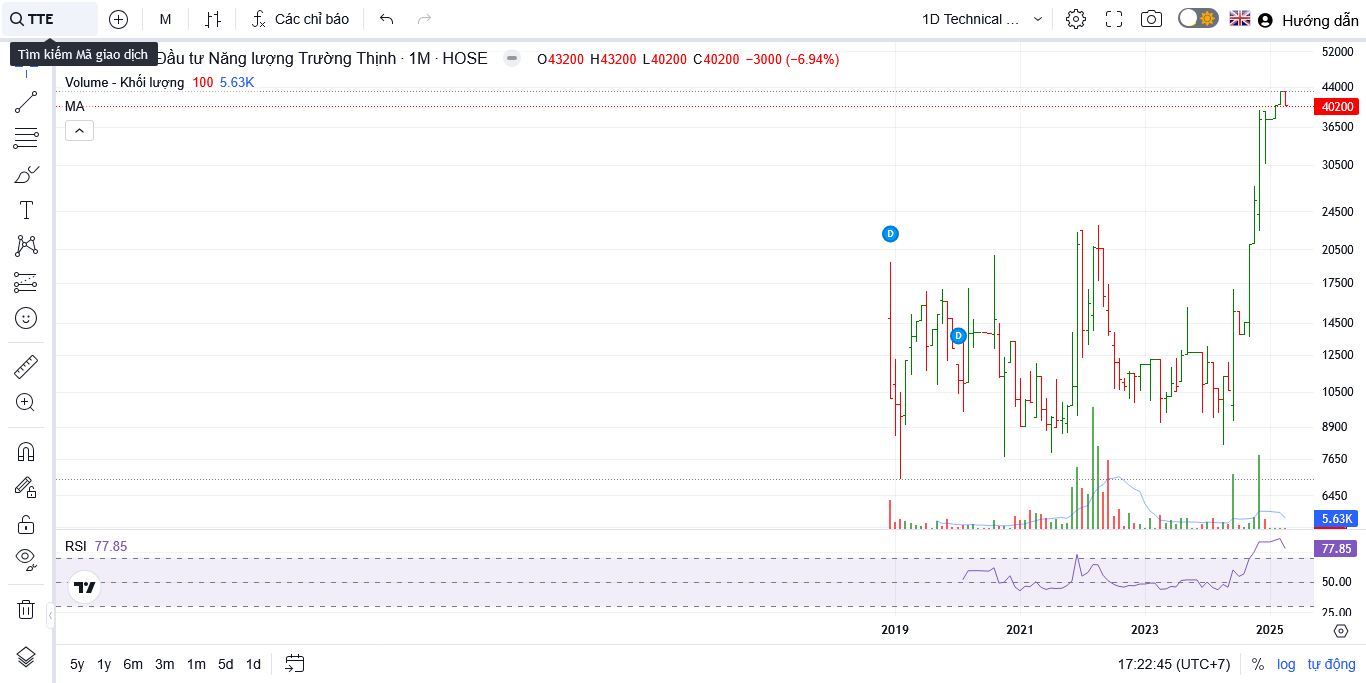 TTE M Các chỉ báo 1D Technical ... Hướng dẫn
Tìm kiếm Mã giao dịch
Đầu tư Năng lượng Trường Thịnh · 1M · HOSE O43200 H43200 L40200 C40200 −3000 (−6.94%)
Volume - Khối lượng 100 5.63K
MA
52000
44000
40200
36500
30500
24500
20500
17500
14500
12500
10500
8900
7650
6450
5.63K
D
D
RSI 77.85
77.85
50.00
25.00
2019 2021 2023 2025
5y 1y 6m 3m 1m 5d 1d 17:22:45 (UTC+7) % log tự động